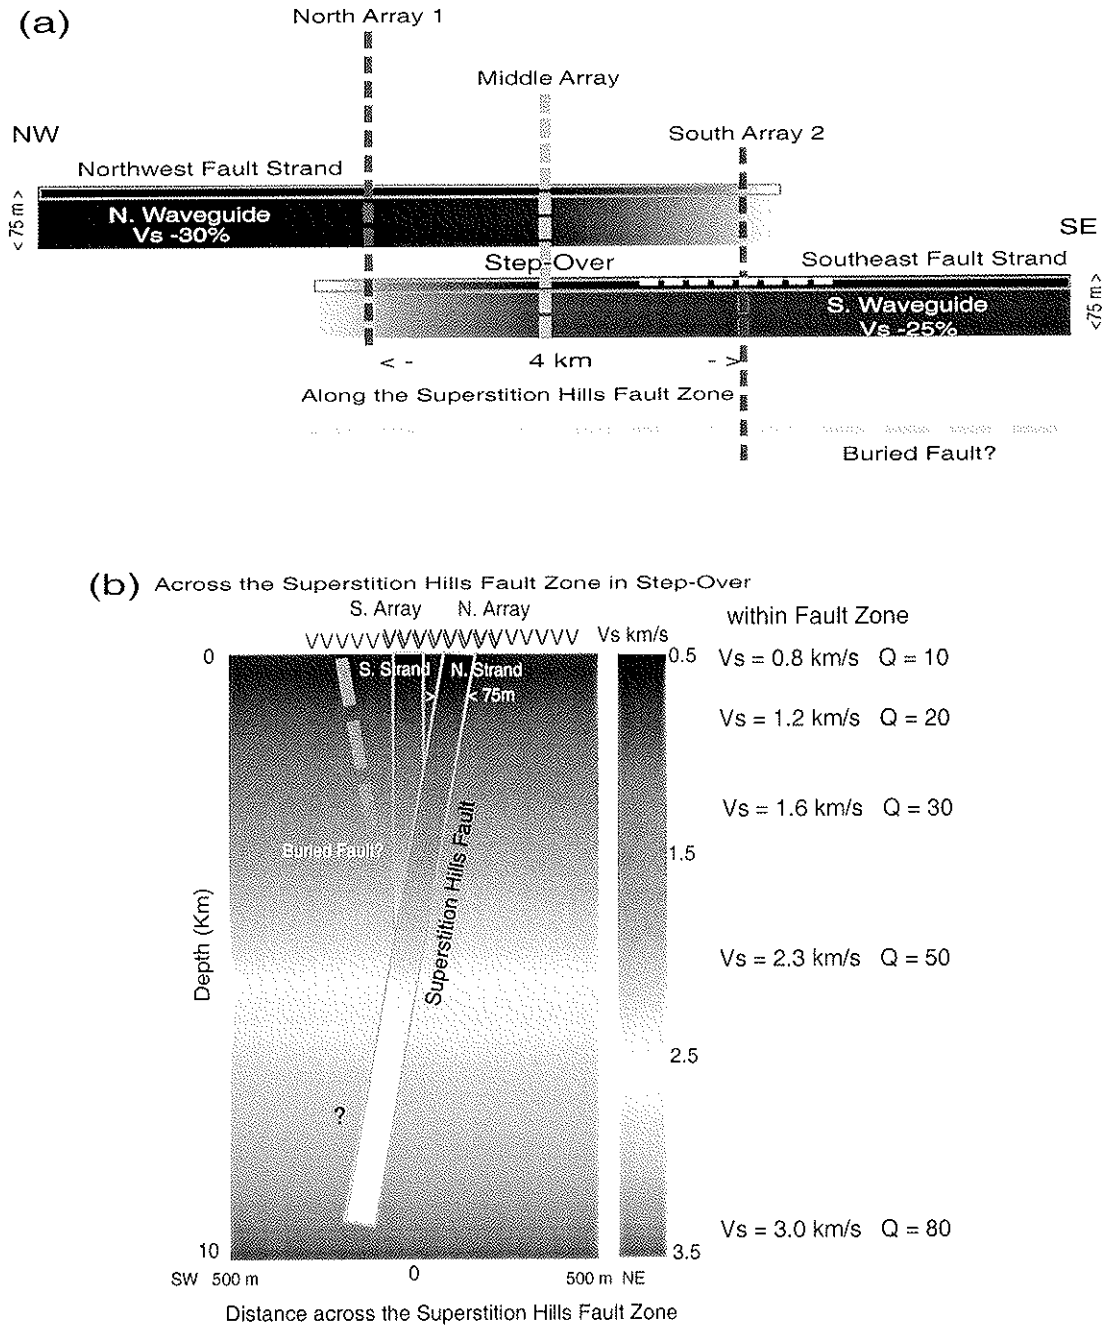 (a)
North Array 1
Middle Array
NW
South Array 2
Northwest Fault Strand
< 75 m >
N. Waveguide
Vs -30%
SE
Step-Over
Southeast Fault Strand
S. Waveguide
Vs -25%
<75 m >
< - 4 km - >
Along the Superstition Hills Fault Zone
Buried Fault?
(b) Across the Superstition Hills Fault Zone in Step-Over
S. Array N. Array
within Fault Zone
VVVVVVVVVVVVVVVVVV
Vs km/s
0
S. Strand N. Strand
0.5
Vs = 0.8 km/s Q = 10
> < 75m
Vs = 1.2 km/s Q = 20
Vs = 1.6 km/s Q = 30
Buried Fault?
1.5
Superstition Hills Fault
Depth (Km)
Vs = 2.3 km/s Q = 50
2.5
?
Vs = 3.0 km/s Q = 80
10
3.5
SW 500 m 0 500 m NE
Distance across the Superstition Hills Fault Zone